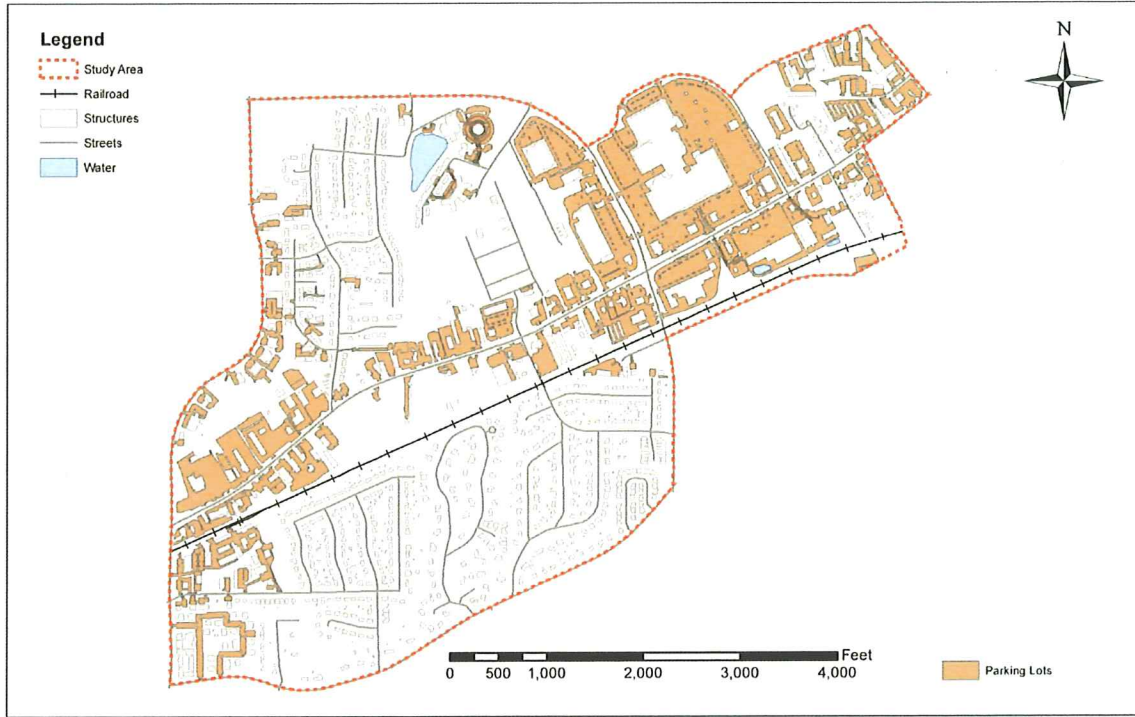 Legend
Study Area
Railroad
Structures
Streets
Water
N
Feet
0 500 1,000 2,000 3,000 4,000
Parking Lots